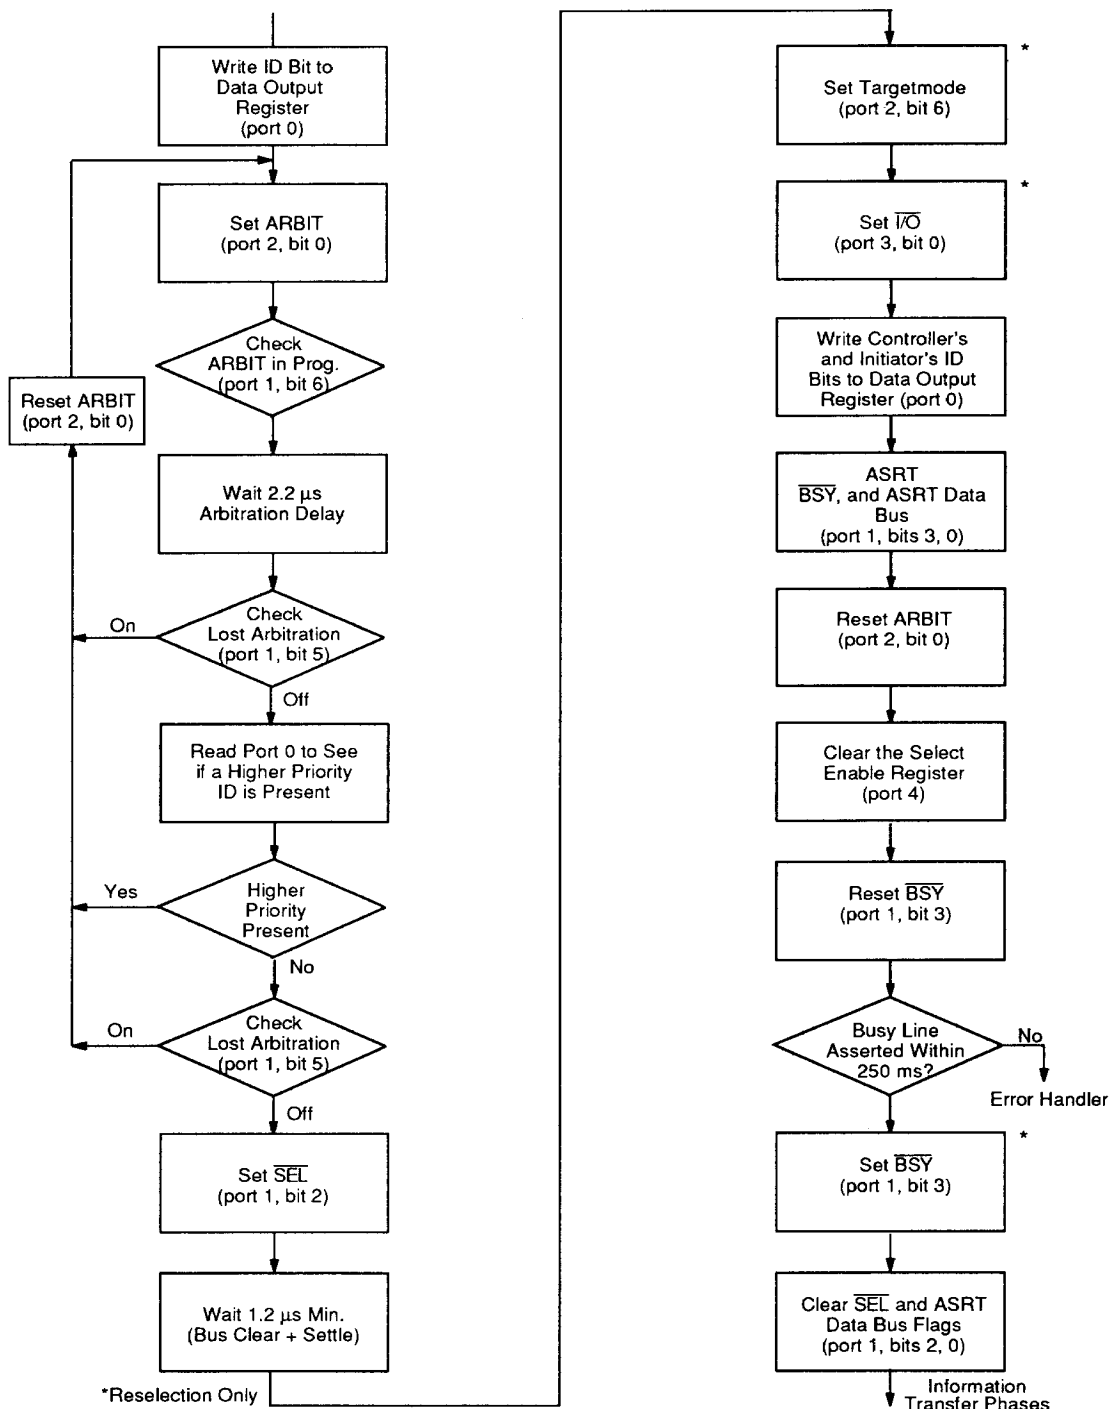 Write ID Bit to
Data Output
Register
(port 0)
Set ARBIT
(port 2, bit 0)
Check
ARBIT in Prog.
(port 1, bit 6)
Reset ARBIT
(port 2, bit 0)
Wait 2.2 µs
Arbitration Delay
On
Check
Lost Arbitration
(port 1, bit 5)
Off
Read Port 0 to See
if a Higher Priority
ID is Present
Yes
Higher
Priority
Present
No
On
Check
Lost Arbitration
(port 1, bit 5)
Off
Set S̅E̅L̅
(port 1, bit 2)
Wait 1.2 µs Min.
(Bus Clear + Settle)
*Reselection Only
*
Set Targetmode
(port 2, bit 6)
*
Set I̅/̅O̅
(port 3, bit 0)
Write Controller's
and Initiator's ID
Bits to Data Output
Register (port 0)
ASRT
B̅S̅Y̅, and ASRT Data
Bus
(port 1, bits 3, 0)
Reset ARBIT
(port 2, bit 0)
Clear the Select
Enable Register
(port 4)
Reset B̅S̅Y̅
(port 1, bit 3)
Busy Line
Asserted Within
250 ms?
No
Error Handler
*
Set B̅S̅Y̅
(port 1, bit 3)
Clear S̅E̅L̅ and ASRT
Data Bus Flags
(port 1, bits 2, 0)
Information
Transfer Phases